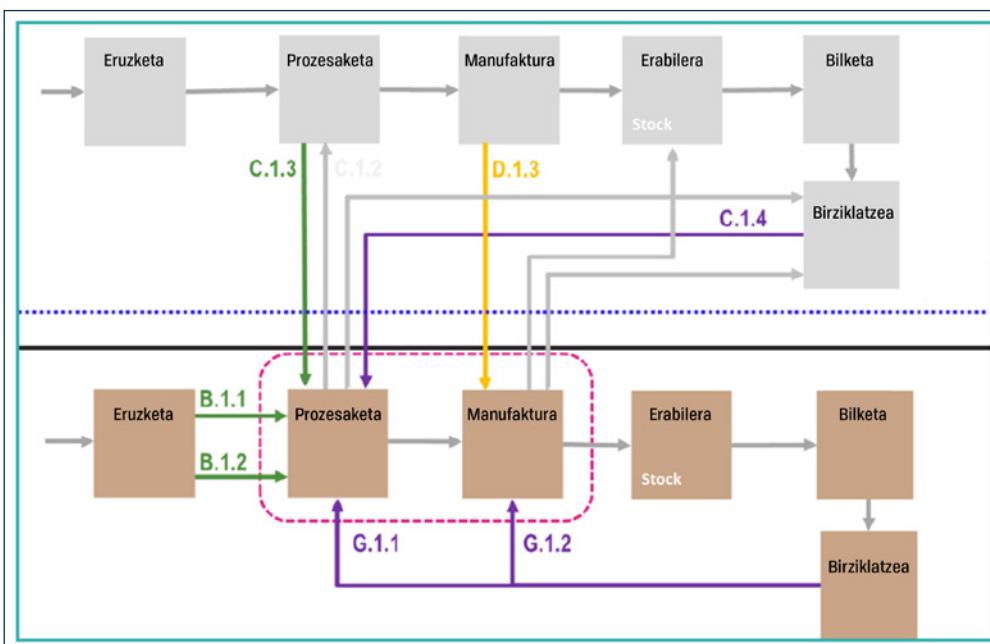 Eruzketa
Prozesaketa
Manufaktura
Erabilera
Stock
Bilketa
C.1.3
C.1.2
D.1.3
C.1.4
Birziklatzea
Eruzketa
B.1.1
B.1.2
Prozesaketa
Manufaktura
Erabilera
Stock
Bilketa
G.1.1
G.1.2
Birziklatzea